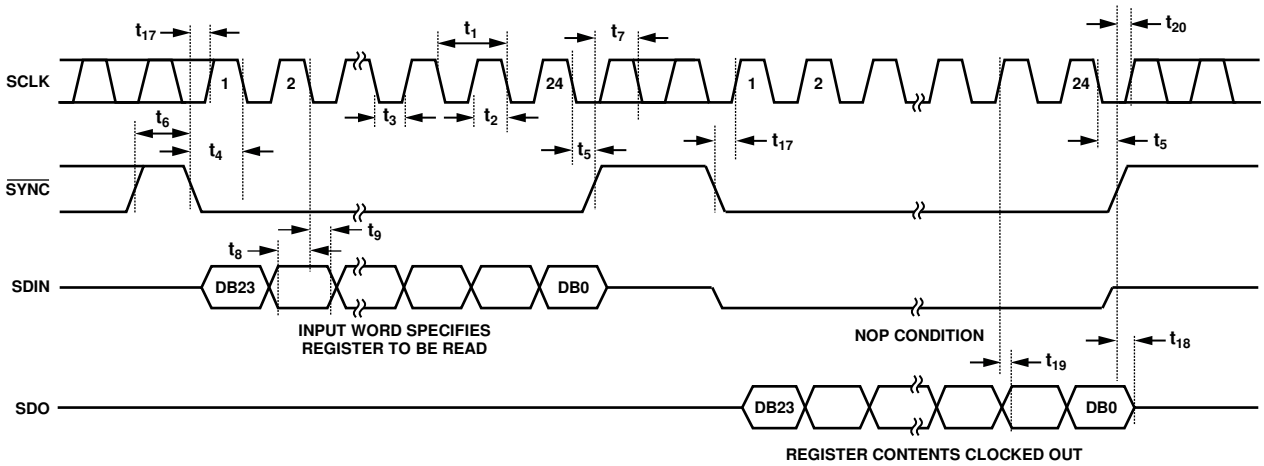 t17 t1 t7 t20
SCLK 1 2 24 1 2 24
t6 t4 t3 t2 t5 t17 t5
SYNC
t8 t9
SDIN DB23 DB0
INPUT WORD SPECIFIES
REGISTER TO BE READ
NOP CONDITION
t19 t18
SDO DB23 DB0
REGISTER CONTENTS CLOCKED OUT